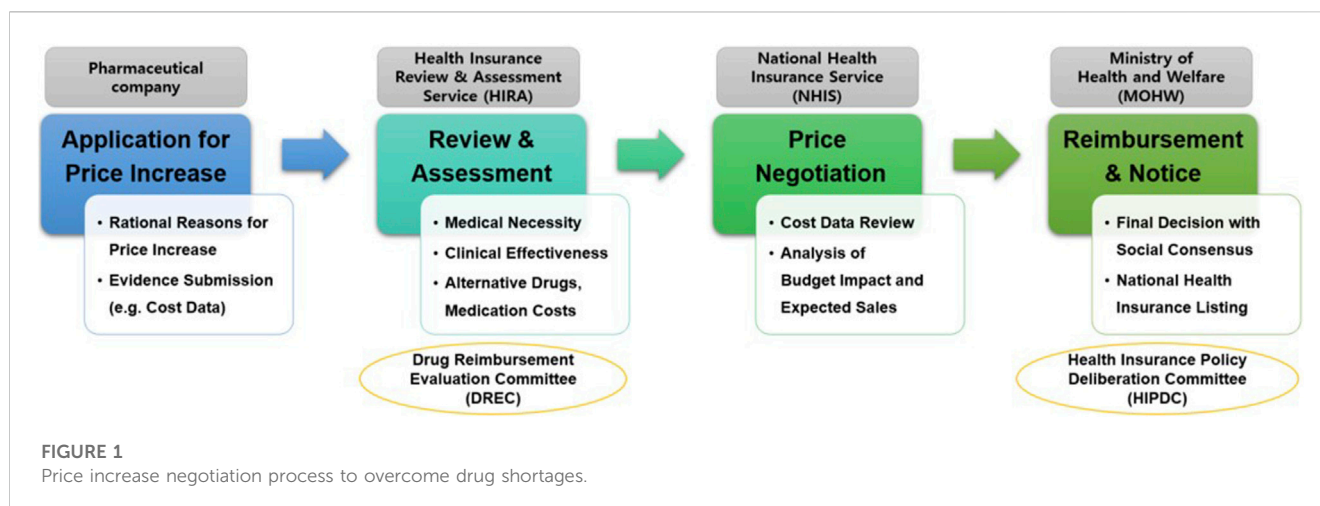 Pharmaceutical
company
Application for
Price Increase
• Rational Reasons for
Price Increase
• Evidence Submission
(e.g. Cost Data)
Health Insurance
Review & Assessment
Service (HIRA)
Review &
Assessment
• Medical Necessity
• Clinical Effectiveness
• Alternative Drugs,
Medication Costs
Drug Reimbursement
Evaluation Committee
(DREC)
National Health
Insurance Service
(NHIS)
Price
Negotiation
• Cost Data Review
• Analysis of
Budget Impact and
Expected Sales
Ministry of
Health and Welfare
(MOHW)
Reimbursement
& Notice
• Final Decision with
Social Consensus
• National Health
Insurance Listing
Health Insurance Policy
Deliberation Committee
(HIPDC)
FIGURE 1
Price increase negotiation process to overcome drug shortages.